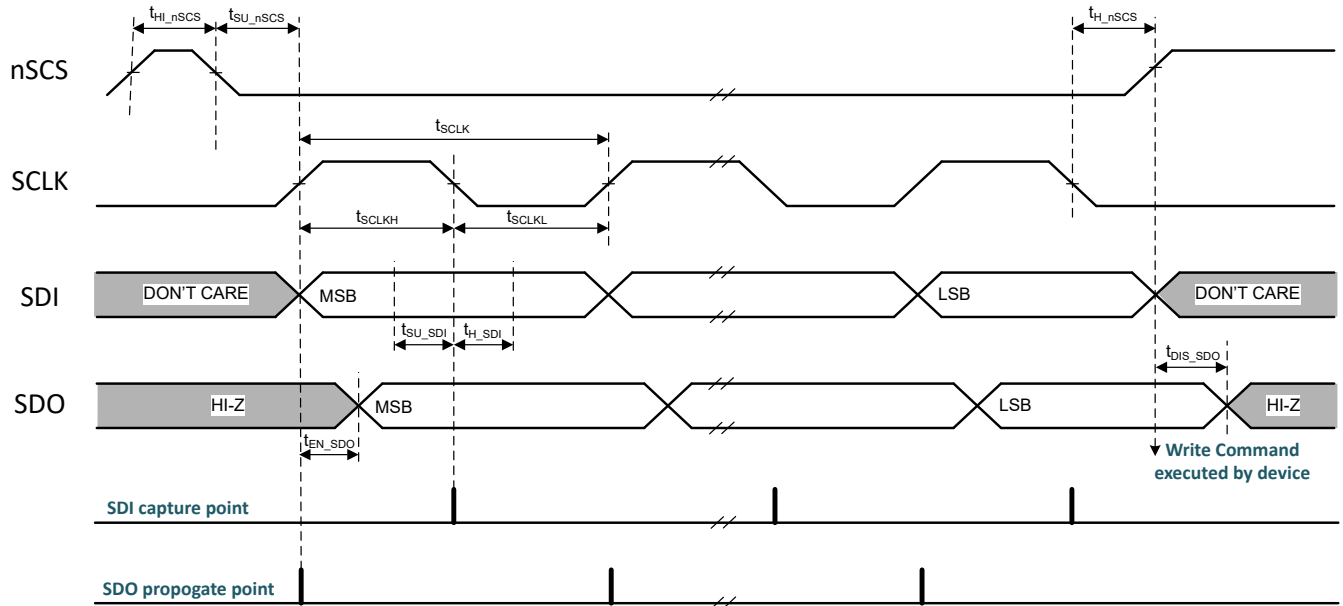 tHI_nSCS
tSU_nSCS
tH_nSCS
nSCS
tSCLK
SCLK
tSCLKH
tSCLKL
SDI
DON'T CARE
MSB
LSB
DON'T CARE
tSU_SDI
tH_SDI
tDIS_SDO
SDO
HI-Z
MSB
LSB
HI-Z
tEN_SDO
Write Command
executed by device
SDI capture point
SDO propogate point